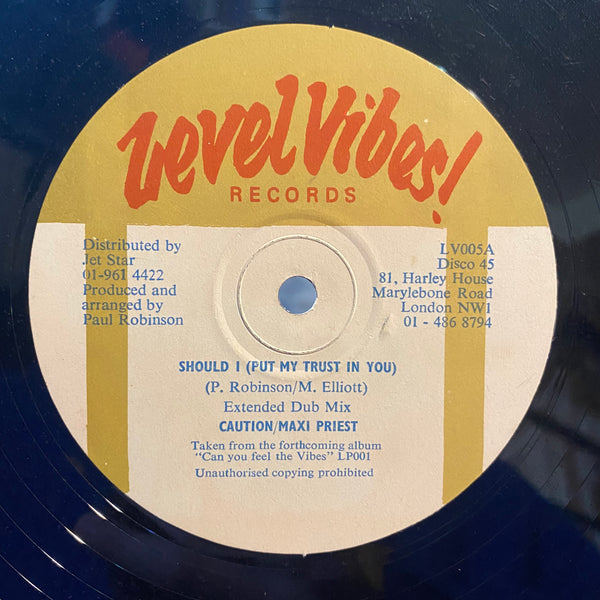 Level Vibes!
RECORDS
Distributed by
Jet Star
01-961 4422
Produced and
arranged by
Paul Robinson
LV005A
Disco 45
81, Harley House
Marylebone Road
London NW1
01 - 486 8794
SHOULD I (PUT MY TRUST IN YOU)
(P. Robinson/M. Elliott)
Extended Dub Mix
CAUTION/MAXI PRIEST
Taken from the forthcoming album
“Can you feel the Vibes” LP001
Unauthorised copying prohibited